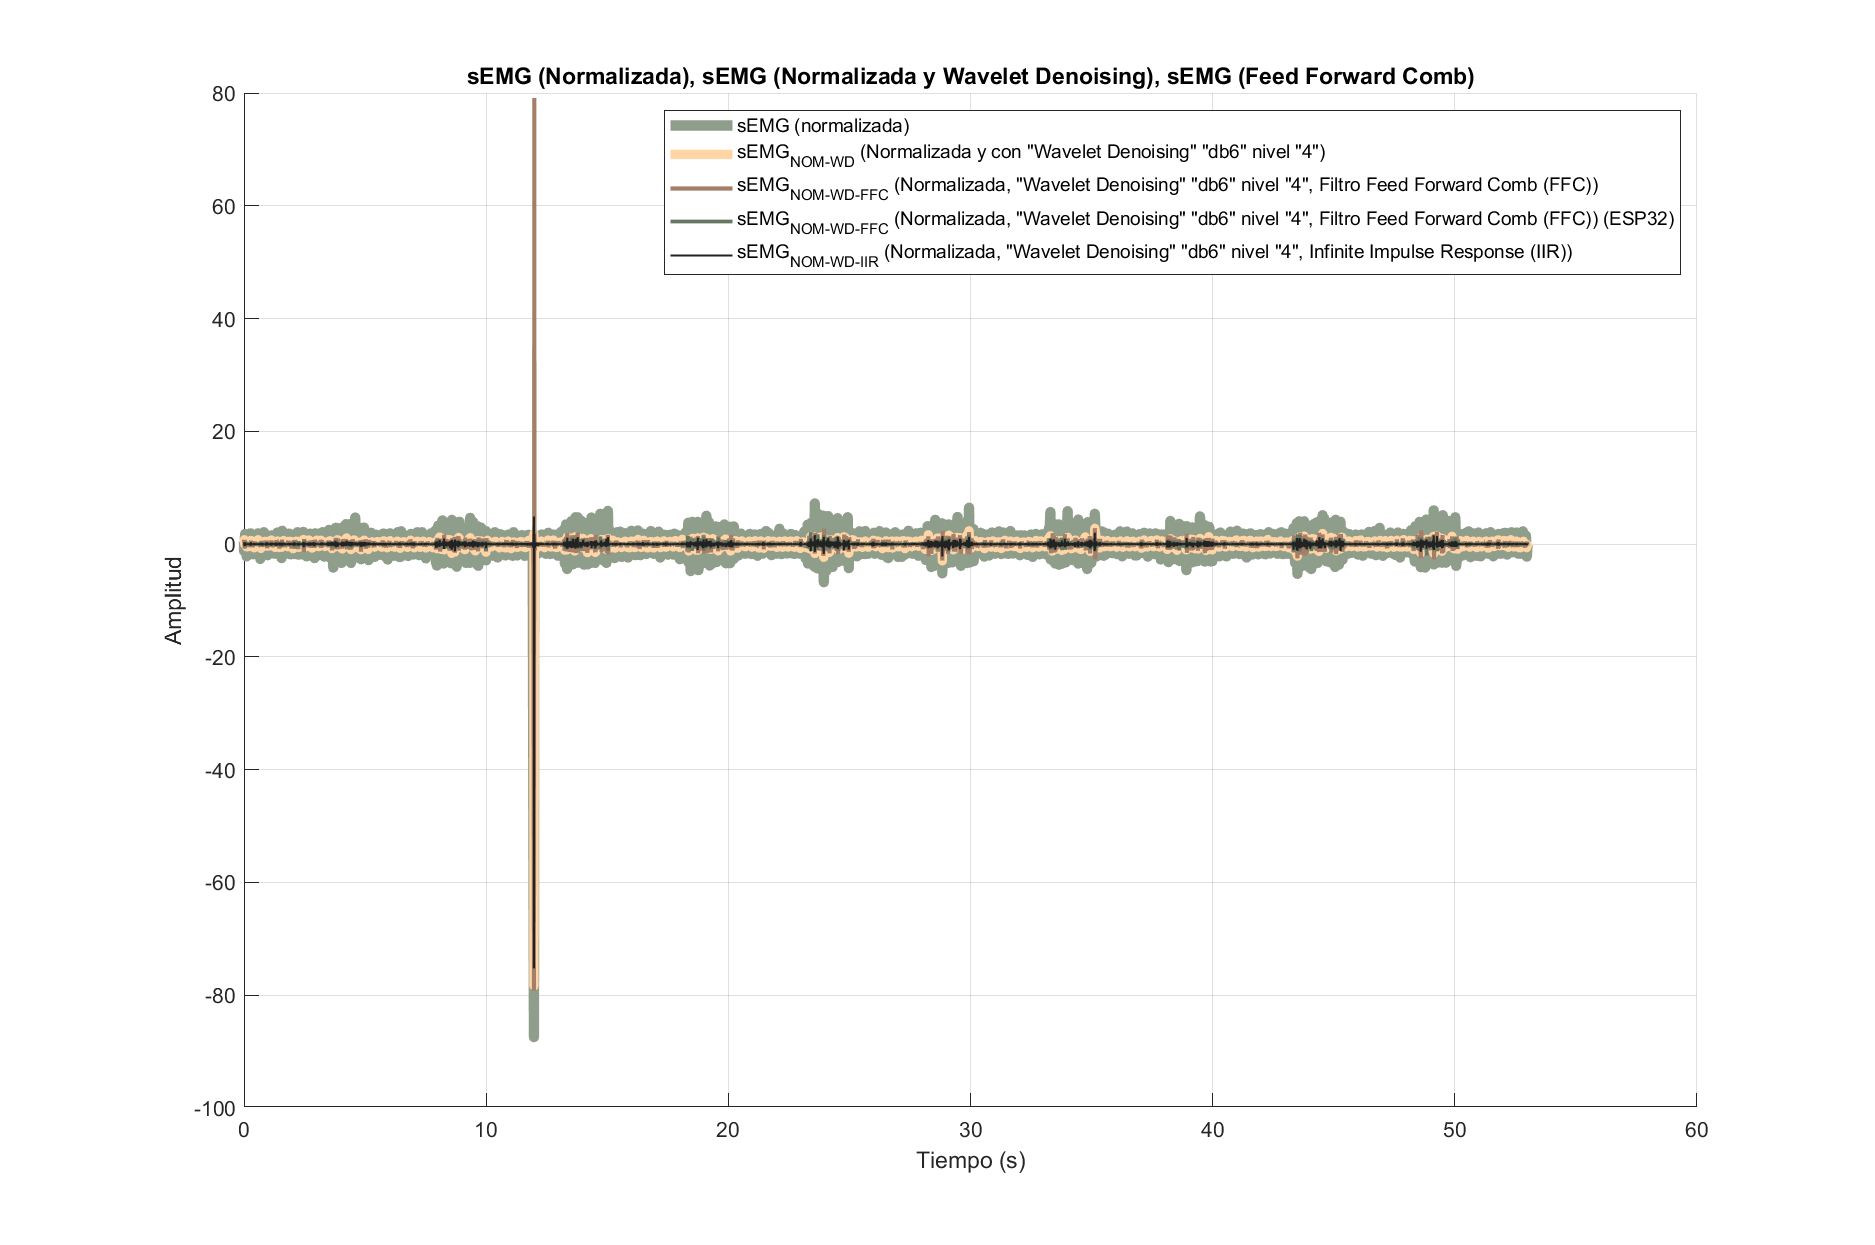 sEMG (Normalizada), sEMG (Normalizada y Wavelet Denoising), sEMG (Feed Forward Comb)
sEMG (normalizada)
sEMG_NOM-WD (Normalizada y con "Wavelet Denoising" "db6" nivel "4")
sEMG_NOM-WD-FFC (Normalizada, "Wavelet Denoising" "db6" nivel "4", Filtro Feed Forward Comb (FFC))
sEMG_NOM-WD-FFC (Normalizada, "Wavelet Denoising" "db6" nivel "4", Filtro Feed Forward Comb (FFC)) (ESP32)
sEMG_NOM-WD-IIR (Normalizada, "Wavelet Denoising" "db6" nivel "4", Infinite Impulse Response (IIR))
Amplitud
80
60
40
20
0
-20
-40
-60
-80
-100
0 10 20 30 40 50 60
Tiempo (s)